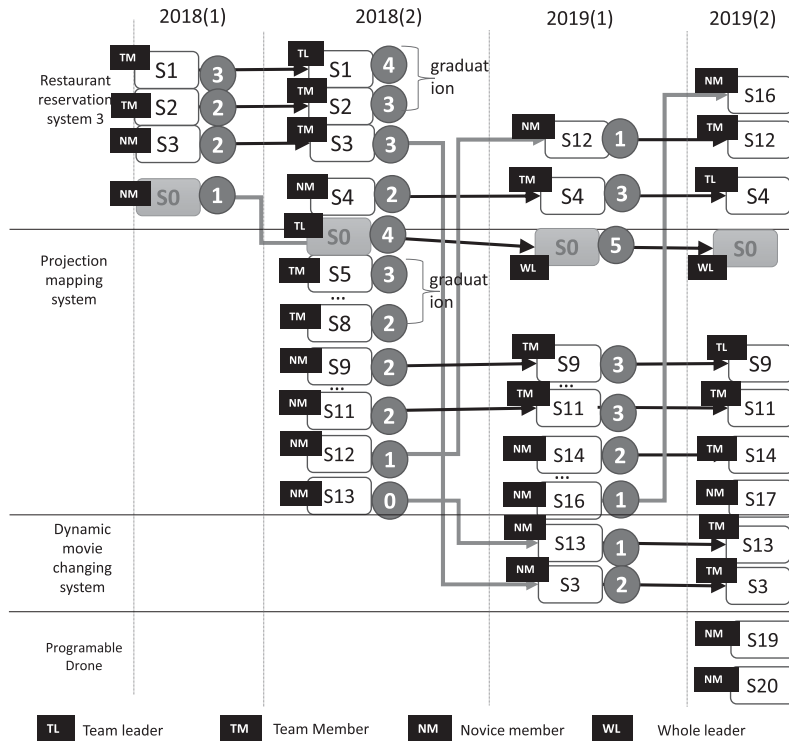 2018(1) 2018(2) 2019(1) 2019(2)
Restaurant
reservation
system 3
TM S1 3 TL S1 4
graduat
ion
NM S16
TM S2 2 TM S2 3
NM S3 2 TM S3 3 NM S12 1 TM S12
NM S0 1 NM S4 2 TM S4 3 TL S4
Projection
mapping
system
TL S0 4 WL S0 5 WL S0
TM S5 3
graduat
ion
...
TM S8 2
NM S9 2 TM S9 3 TL S9
... ...
NM S11 2 TM S11 3 TM S11
NM S12 1 NM S14 2 TM S14
...
NM S13 0 NM S16 1 NM S17
Dynamic
movie
changing
system
NM S13 1 TM S13
NM S3 2 TM S3
Programable
Drone
NM S19
NM S20
TL Team leader TM Team Member NM Novice member WL Whole leader